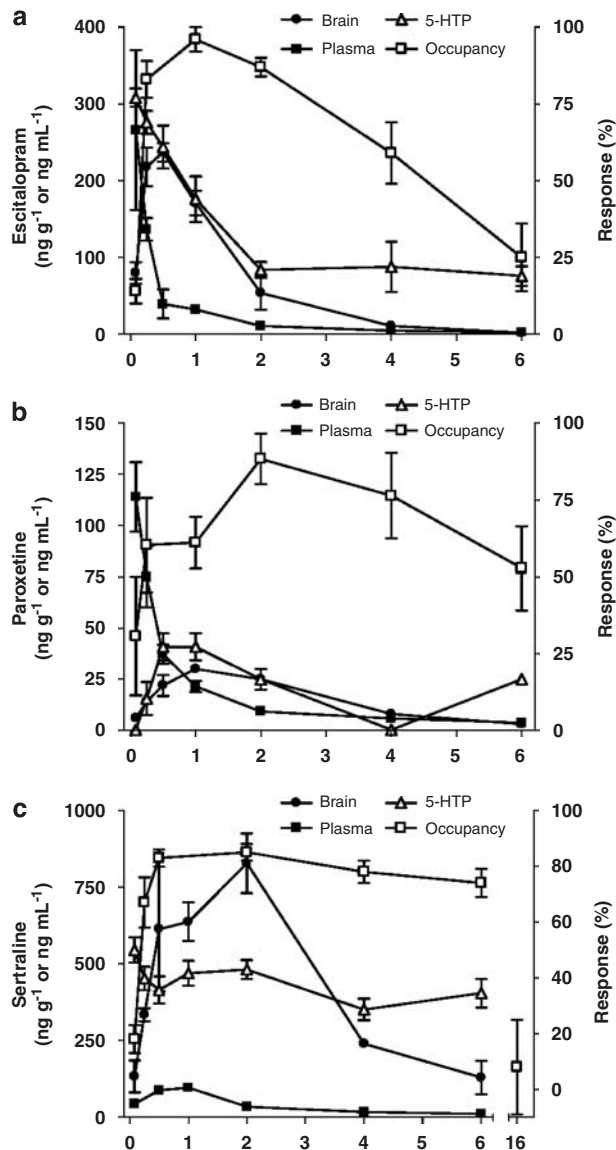 a
Brain
5-HTP
Plasma
Occupancy
Escitalopram
(ng g⁻¹ or ng mL⁻¹)
400
300
200
100
0
Response (%)
100
75
50
25
0
0 1 2 3 4 5 6
b
Brain
5-HTP
Plasma
Occupancy
Paroxetine
(ng g⁻¹ or ng mL⁻¹)
150
125
100
75
50
25
0
Response (%)
100
75
50
25
0
0 1 2 3 4 5 6
c
Brain
5-HTP
Plasma
Occupancy
Sertraline
(ng g⁻¹ or ng mL⁻¹)
1000
750
500
250
0
Response (%)
100
80
60
40
20
0
0 1 2 3 4 5 6 16